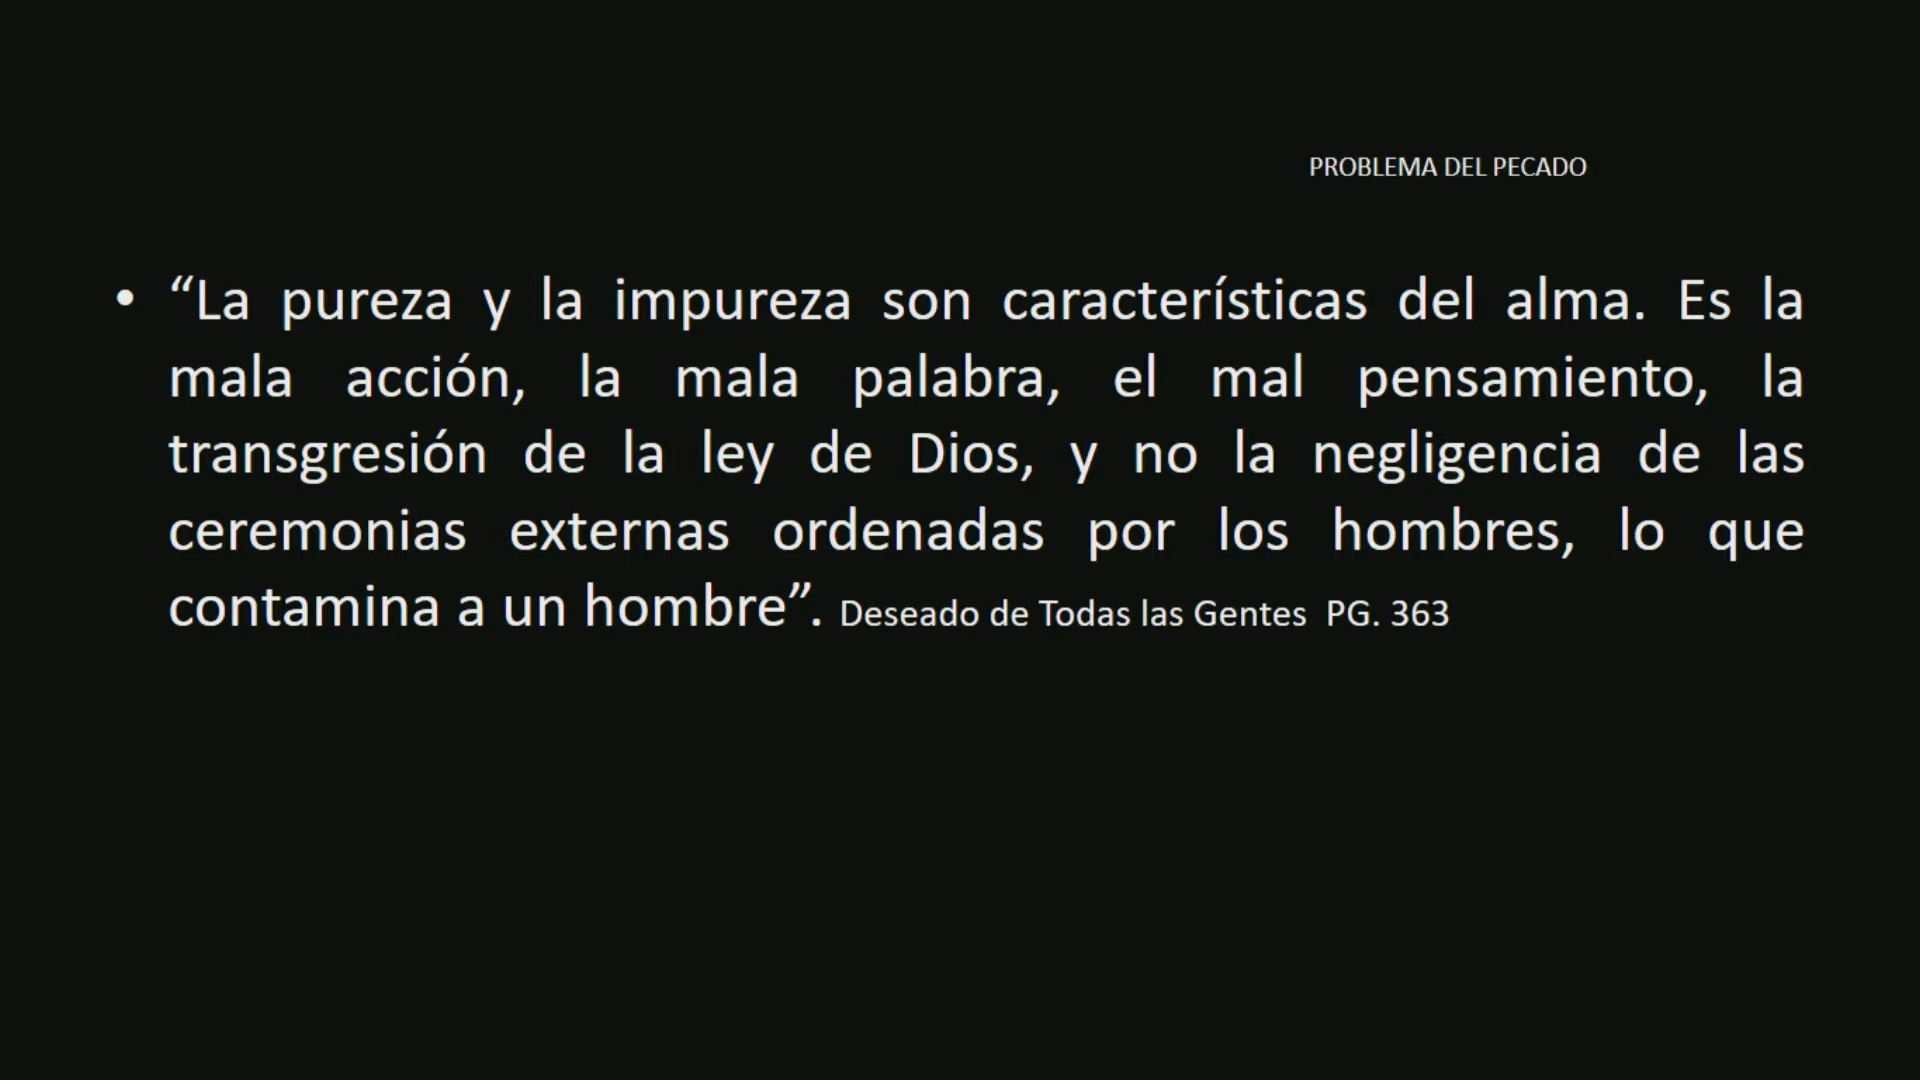 PROBLEMA DEL PECADO
• “La pureza y la impureza son características del alma. Es la
mala acción, la mala palabra, el mal pensamiento, la
transgresión de la ley de Dios, y no la negligencia de las
ceremonias externas ordenadas por los hombres, lo que
contamina a un hombre”. Deseado de Todas las Gentes PG. 363